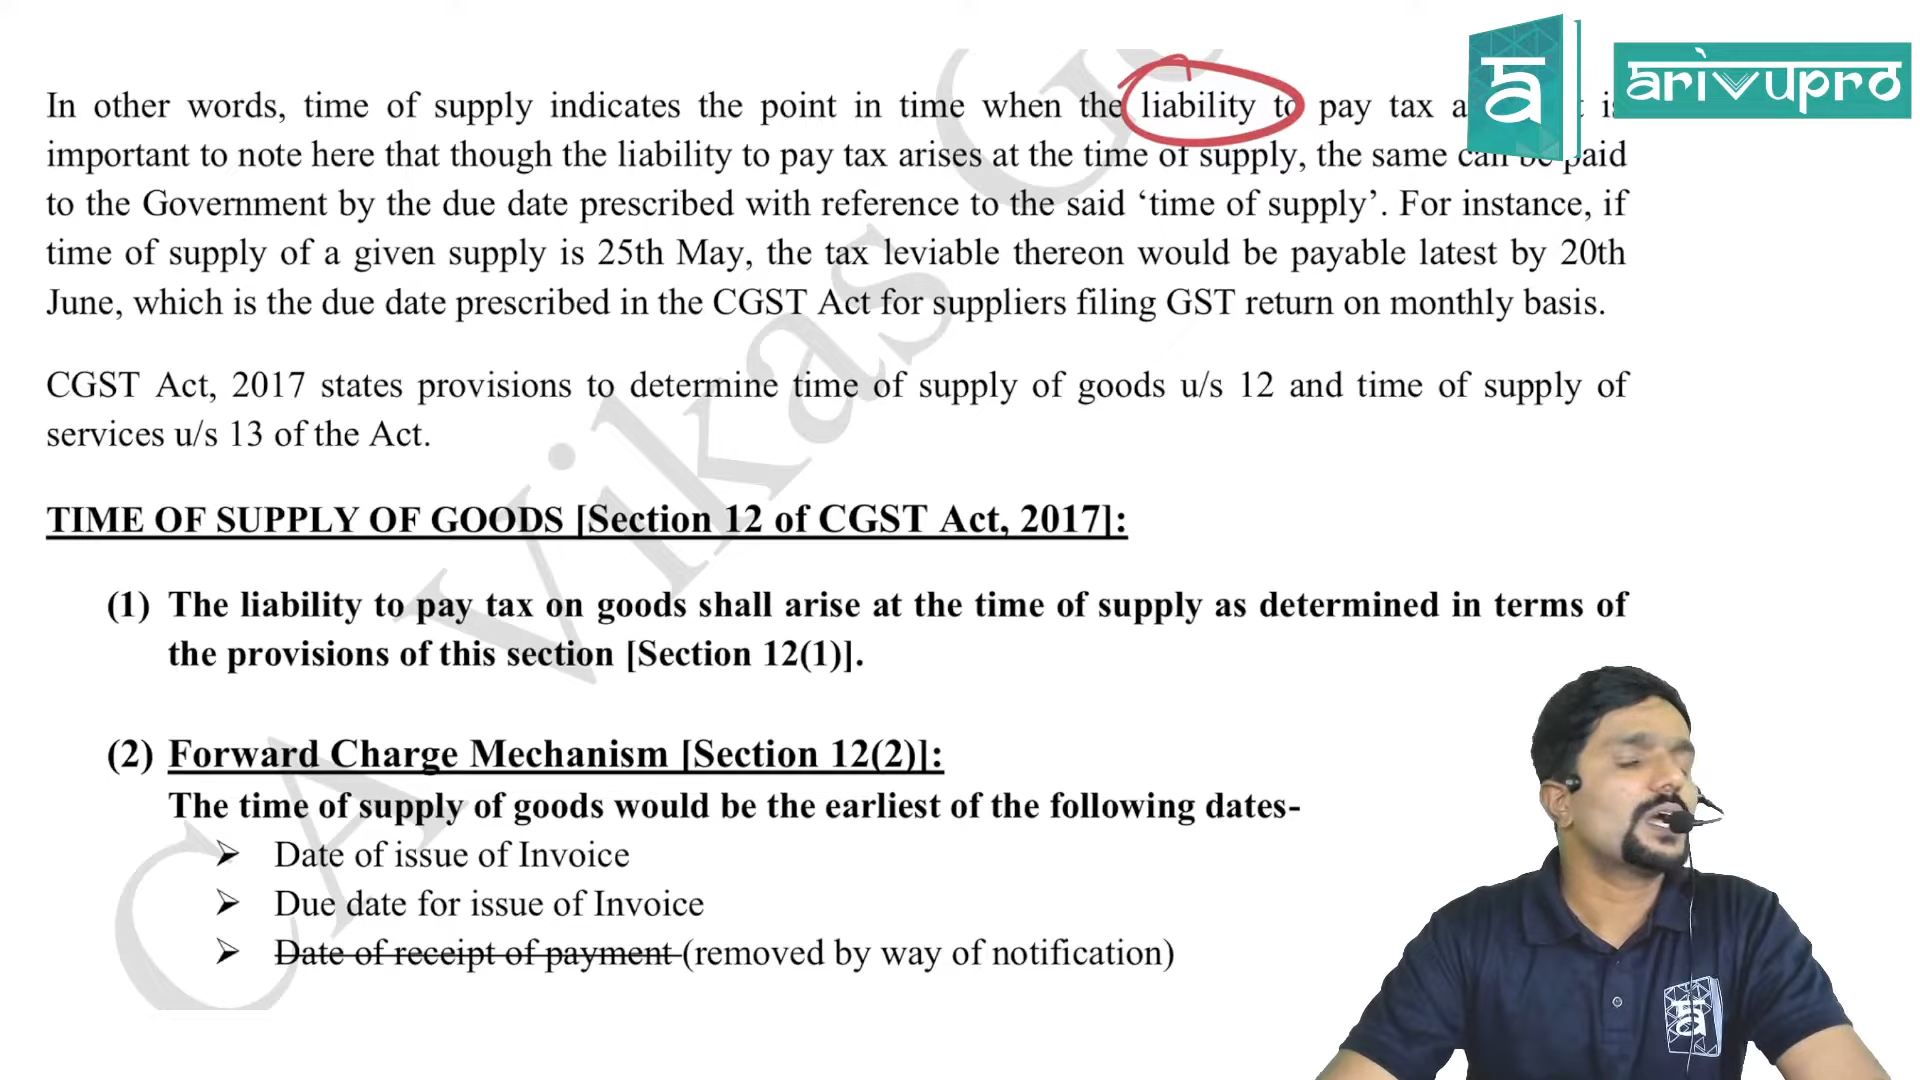 arivupro
In other words, time of supply indicates the point in time when the liability to pay tax
important to note here that though the liability to pay tax arises at the time of supply, the same can be paid
to the Government by the due date prescribed with reference to the said ‘time of supply’. For instance, if
time of supply of a given supply is 25th May, the tax leviable thereon would be payable latest by 20th
June, which is the due date prescribed in the CGST Act for suppliers filing GST return on monthly basis.
CGST Act, 2017 states provisions to determine time of supply of goods u/s 12 and time of supply of
services u/s 13 of the Act.
TIME OF SUPPLY OF GOODS [Section 12 of CGST Act, 2017]:
(1) The liability to pay tax on goods shall arise at the time of supply as determined in terms of
the provisions of this section [Section 12(1)].
(2) Forward Charge Mechanism [Section 12(2)]:
The time of supply of goods would be the earliest of the following dates-
➢ Date of issue of Invoice
➢ Due date for issue of Invoice
➢ Date of receipt of payment (removed by way of notification)
CA Vikas